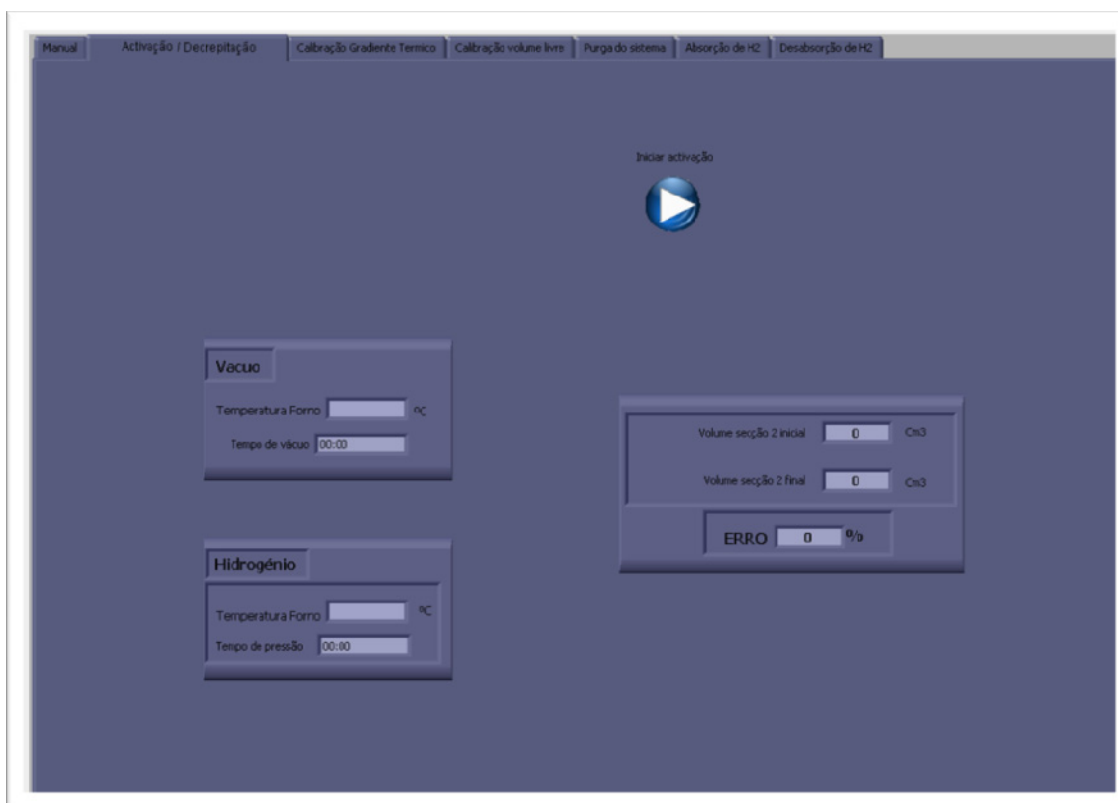 Manual Activação / Decrepitação Calibração Gradiente Termico Calibração volume livre Purga do sistema Absorção de H2 Desabsorção de H2
Iniciar activação
Vacuo
Temperatura Forno ºC
Tempo de vácuo 00:00
Hidrogénio
Temperatura Forno ºC
Tempo de pressão 00:00
Volume secção 2 inicial 0 Cm3
Volume secção 2 final 0 Cm3
ERRO 0 %